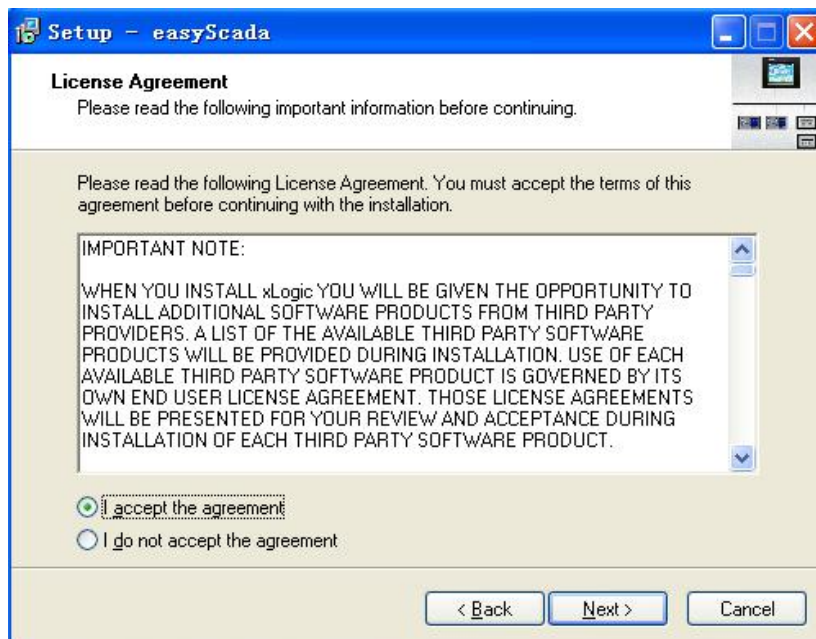 Setup - easyScada
License Agreement
Please read the following important information before continuing.
Please read the following License Agreement. You must accept the terms of this
agreement before continuing with the installation.
IMPORTANT NOTE:
WHEN YOU INSTALL xLogic YOU WILL BE GIVEN THE OPPORTUNITY TO
INSTALL ADDITIONAL SOFTWARE PRODUCTS FROM THIRD PARTY
PROVIDERS. A LIST OF THE AVAILABLE THIRD PARTY SOFTWARE
PRODUCTS WILL BE PROVIDED DURING INSTALLATION. USE OF EACH
AVAILABLE THIRD PARTY SOFTWARE PRODUCT IS GOVERNED BY ITS
OWN END USER LICENSE AGREEMENT. THOSE LICENSE AGREEMENTS
WILL BE PRESENTED FOR YOUR REVIEW AND ACCEPTANCE DURING
INSTALLATION OF EACH THIRD PARTY SOFTWARE PRODUCT.
I accept the agreement
I do not accept the agreement
< Back
Next >
Cancel